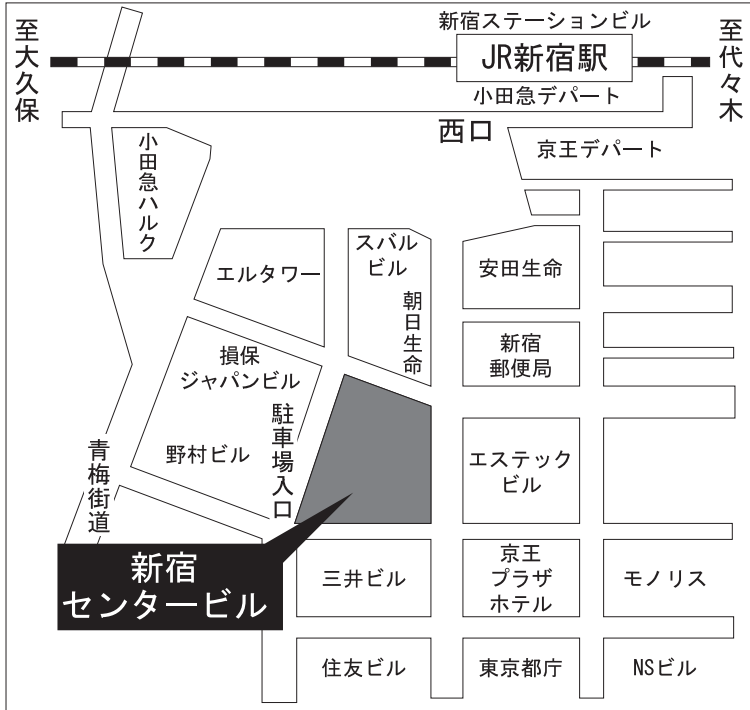 新宿ステーションビル
至大久保
JR新宿駅
至代々木
小田急デパート
西口
京王デパート
小田急ハルク
エルタワー
スバル
ビル
朝日生命
安田生命
損保
ジャパンビル
新宿
郵便局
駐車場入口
野村ビル
エステック
ビル
青梅街道
新宿
センタービル
三井ビル
京王
プラザ
ホテル
モノリス
住友ビル
東京都庁
NSビル